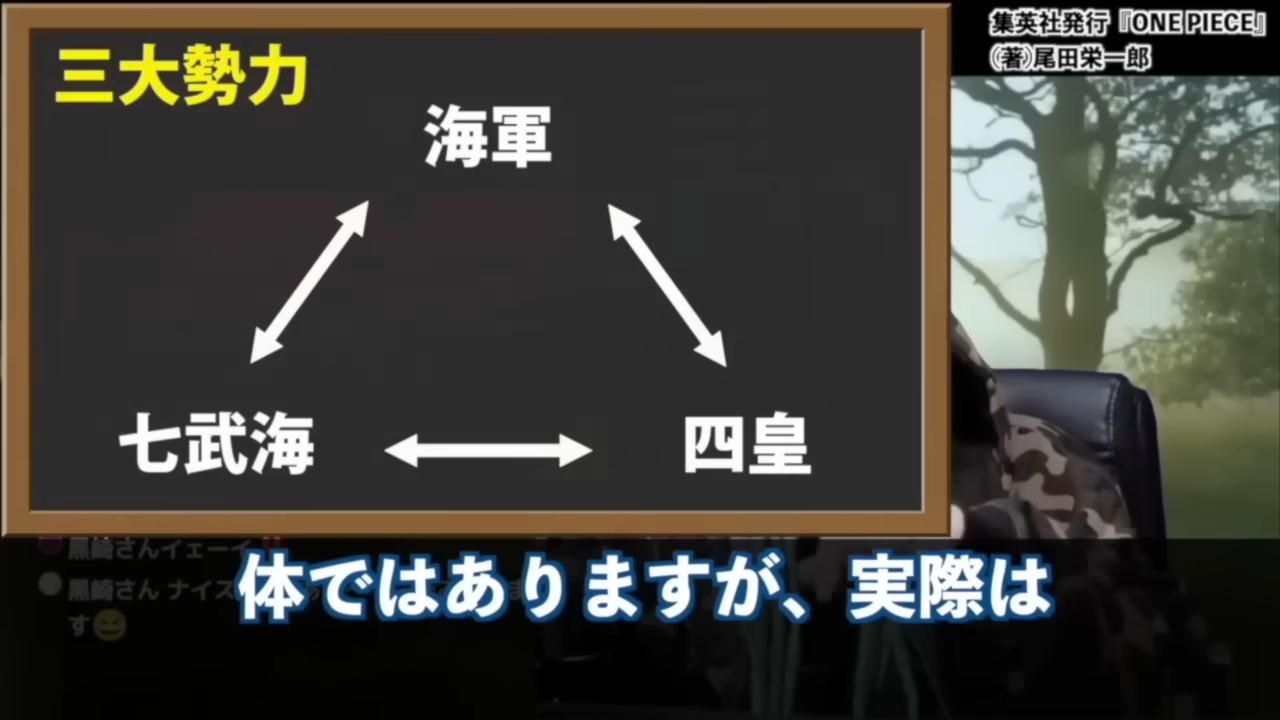 集英社発行『ONE PIECE』
(著)尾田栄一郎
三大勢力
海軍
七武海
四皇
黒崎さんイェーイ‼
黒崎さん ナイス
す😆
体ではありますが、実際は